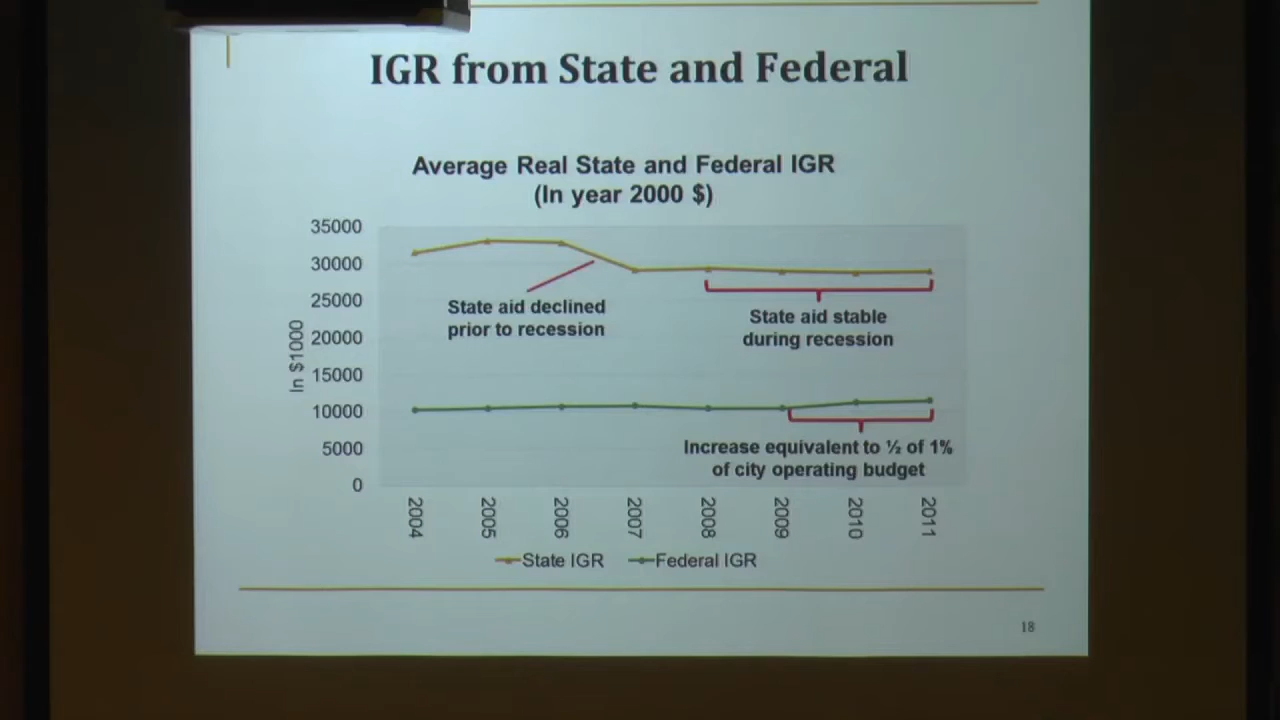 IGR from State and Federal
Average Real State and Federal IGR
(In year 2000 $)
In $1000
35000
30000
25000
20000
15000
10000
5000
0
State aid declined
prior to recession
State aid stable
during recession
Increase equivalent to ½ of 1%
of city operating budget
2004
2005
2006
2007
2008
2009
2010
2011
State IGR
Federal IGR
18